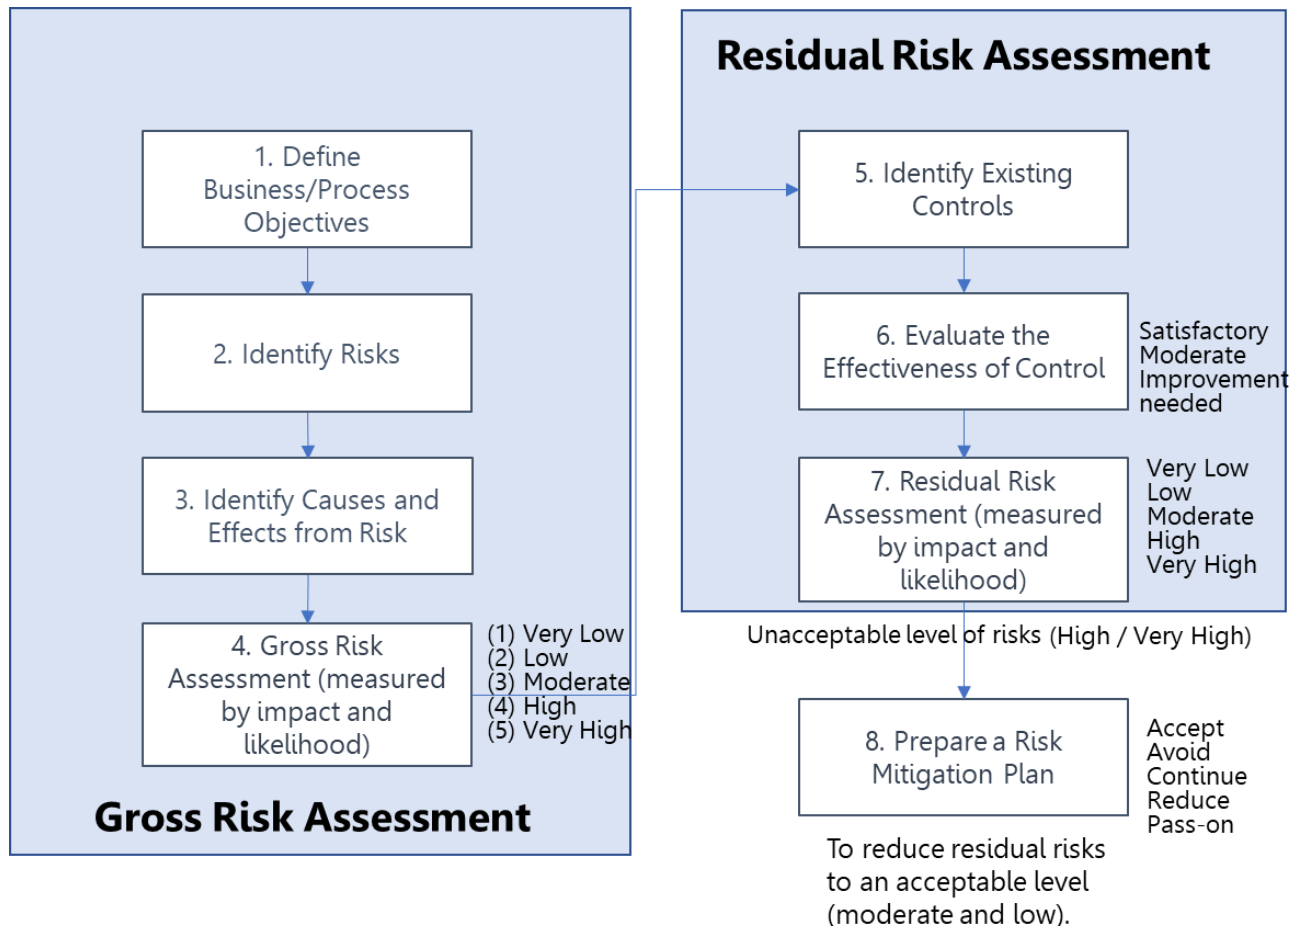 1. Define
Business/Process
Objectives
2. Identify Risks
3. Identify Causes and
Effects from Risk
4. Gross Risk
Assessment (measured
by impact and
likelihood)
(1) Very Low
(2) Low
(3) Moderate
(4) High
(5) Very High
Gross Risk Assessment
Residual Risk Assessment
5. Identify Existing
Controls
6. Evaluate the
Effectiveness of Control
Satisfactory
Moderate
Improvement
needed
7. Residual Risk
Assessment (measured
by impact and
likelihood)
Very Low
Low
Moderate
High
Very High
Unacceptable level of risks (High / Very High)
8. Prepare a Risk
Mitigation Plan
Accept
Avoid
Continue
Reduce
Pass-on
To reduce residual risks
to an acceptable level
(moderate and low).